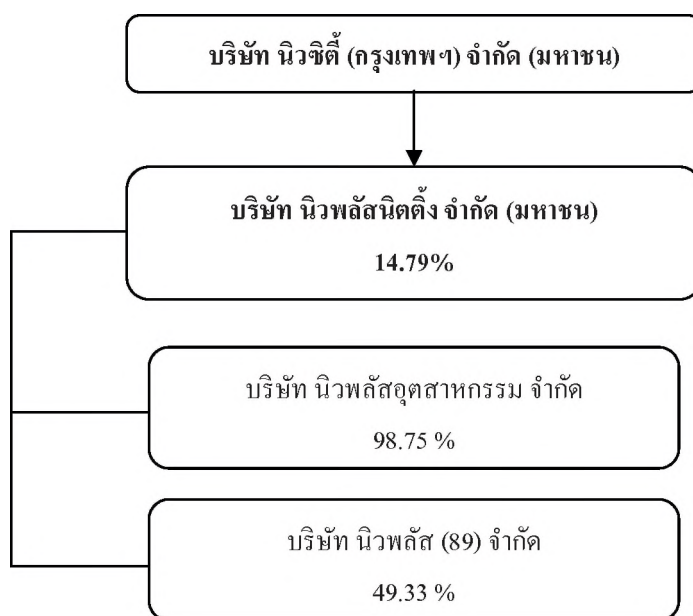 บริษัท นิวซิตี้ (กรุงเทพฯ) จำกัด (มหาชน)
บริษัท นิวพลัสนิตติ้ง จำกัด (มหาชน)
14.79%
บริษัท นิวพลัสอุตสาหกรรม จำกัด
98.75 %
บริษัท นิวพลัส (89) จำกัด
49.33 %